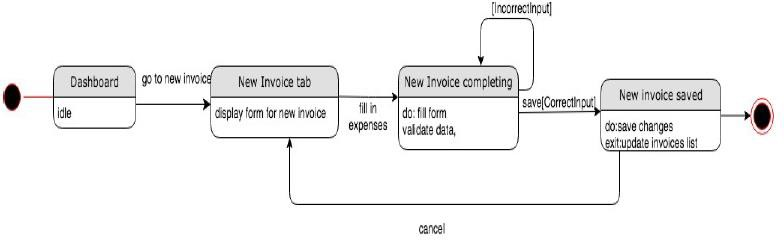 [IncorrectInput]
Dashboard
idle
go to new invoice
New Invoice tab
display form for new invoice
fill in
expenses
New Invoice completing
do: fill form
validate data,
save[CorrectInput]
New invoice saved
do:save changes
exit:update invoices list
cancel